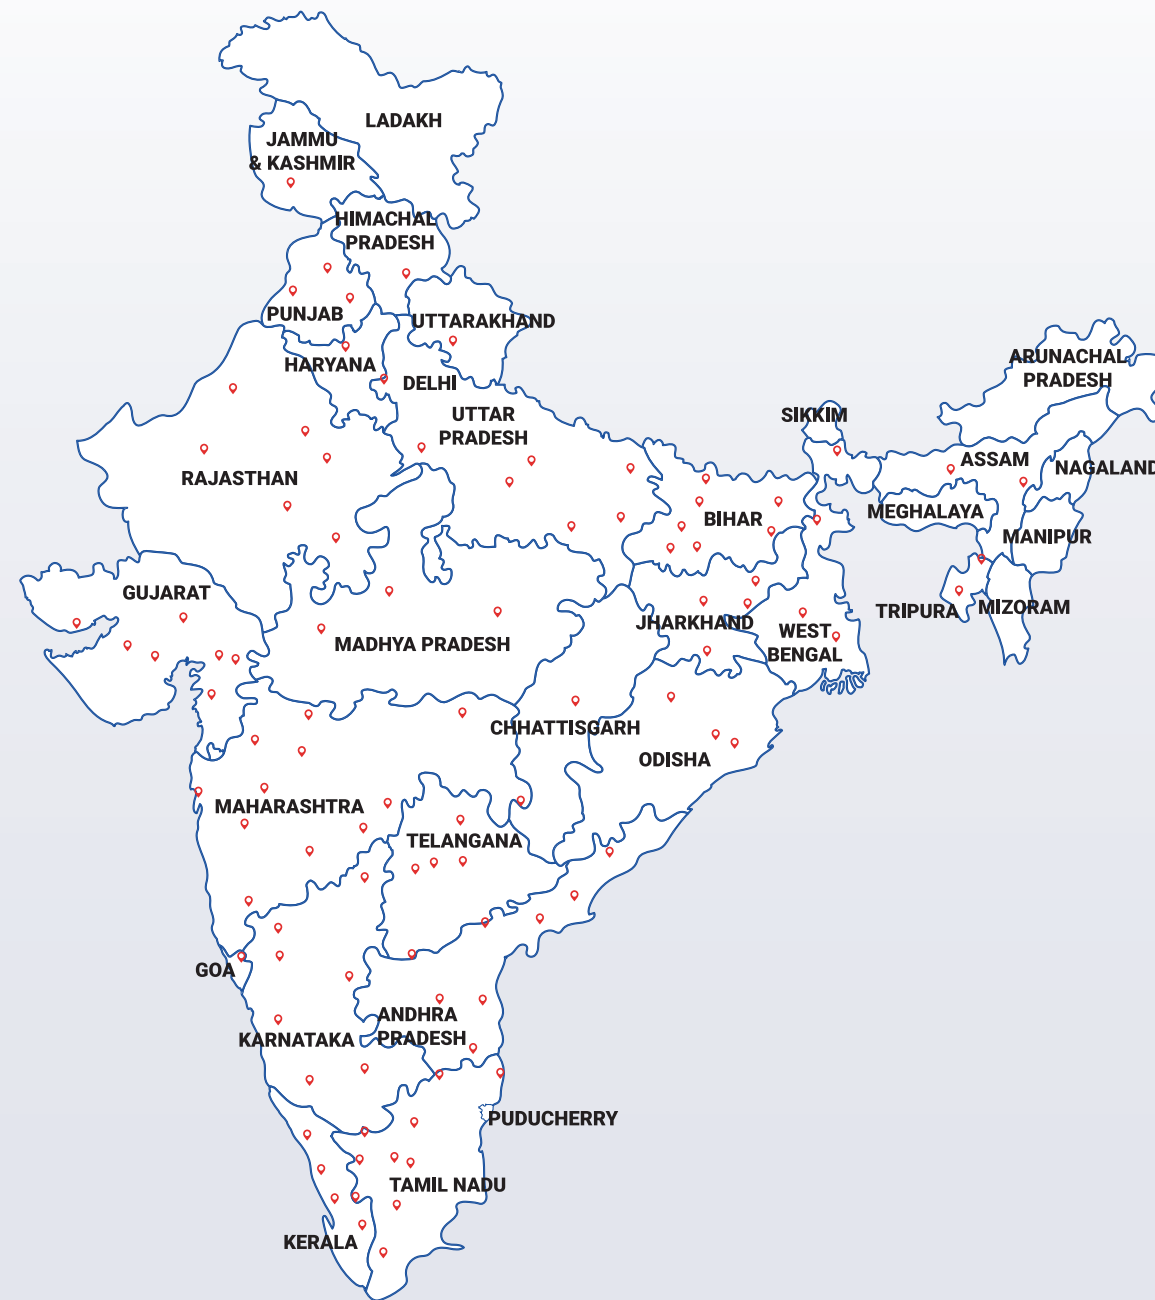 LADAKH
JAMMU
& KASHMIR
HIMACHAL
PRADESH
PUNJAB
UTTARAKHAND
HARYANA
DELHI
ARUNACHAL
PRADESH
UTTAR
PRADESH
SIKKIM
ASSAM
NAGALAND
RAJASTHAN
MEGHALAYA
BIHAR
MANIPUR
GUJARAT
TRIPURA
MIZORAM
JHARKHAND
WEST
BENGAL
MADHYA PRADESH
CHHATTISGARH
ODISHA
MAHARASHTRA
TELANGANA
GOA
ANDHRA
PRADESH
KARNATAKA
PUDUCHERRY
TAMIL NADU
KERALA